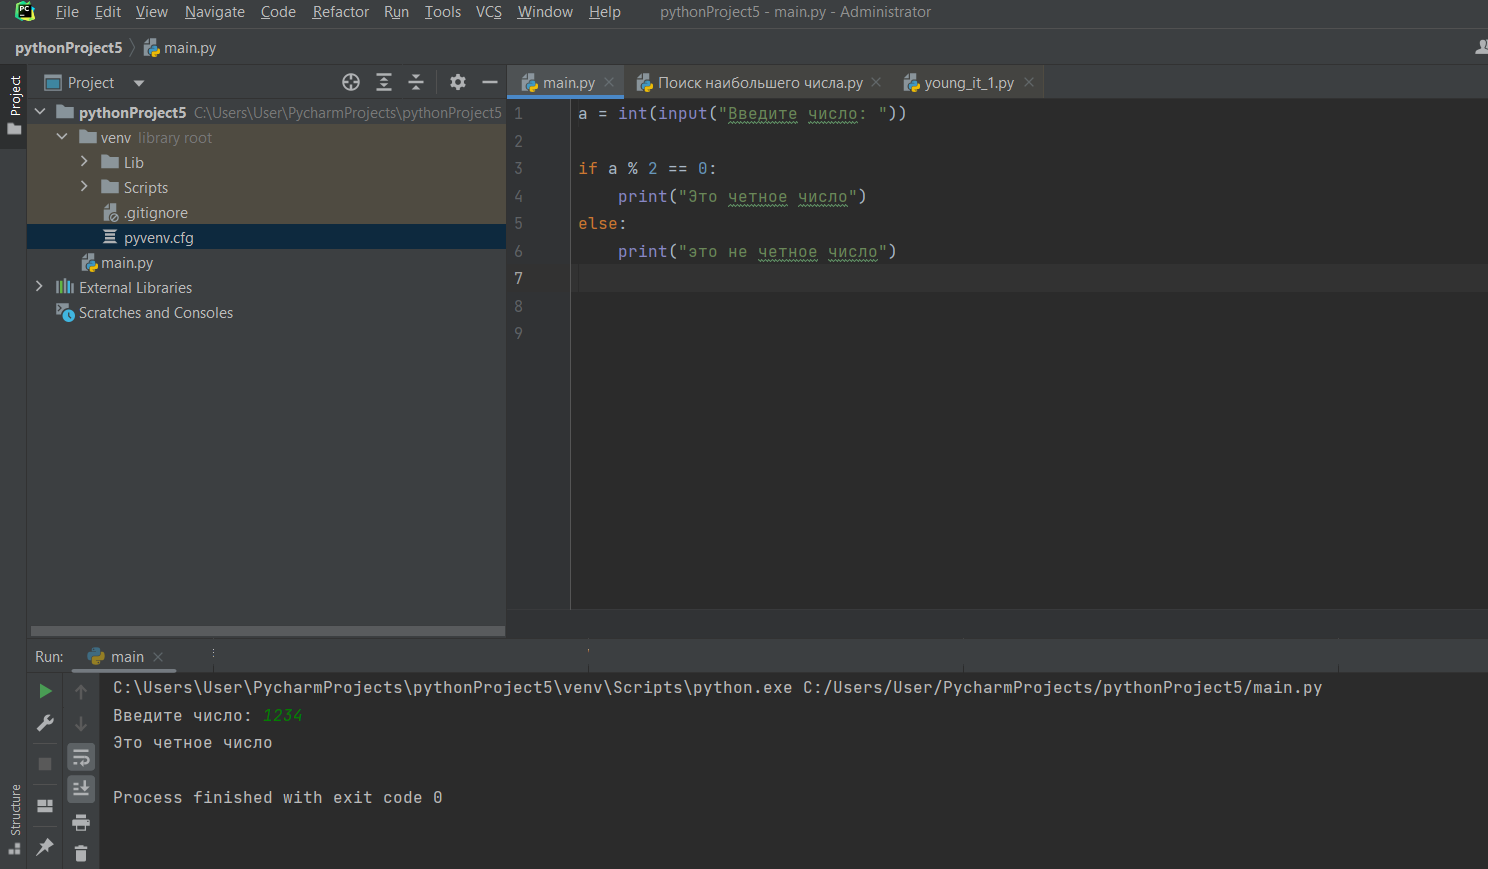 PC File Edit View Navigate Code Refactor Run Tools VCS Window Help pythonProject5 - main.py - Administrator
pythonProject5 main.py
Project
Project
main.py Поиск наибольшего числа.py young_it_1.py
pythonProject5 C:\Users\User\PycharmProjects\pythonProject5
venv library root
Lib
Scripts
.gitignore
pyvenv.cfg
main.py
External Libraries
Scratches and Consoles
1 a = int(input("Введите число: "))
2
3 if a % 2 == 0:
4 print("Это четное число")
5 else:
6 print("это не четное число")
7
8
9
Run: main
C:\Users\User\PycharmProjects\pythonProject5\venv\Scripts\python.exe C:/Users/User/PycharmProjects/pythonProject5/main.py
Введите число: 1234
Это четное число
Process finished with exit code 0
Structure